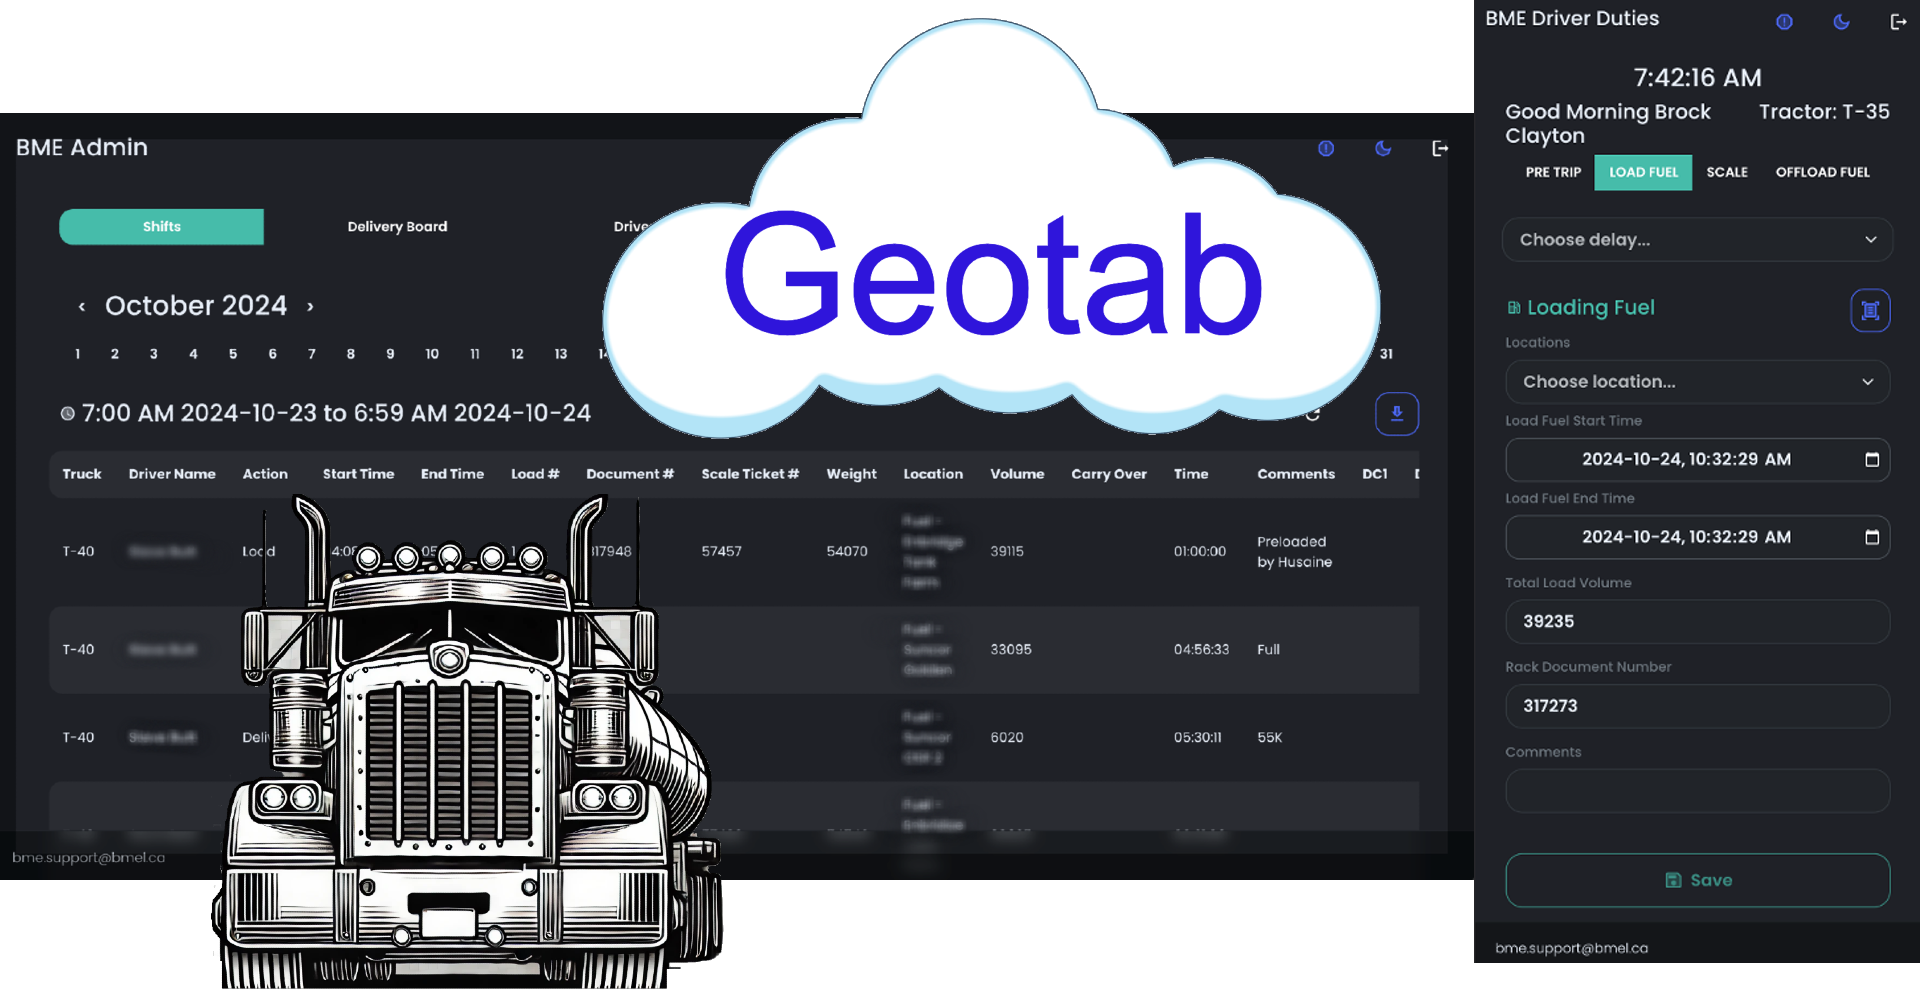 BME Admin
Shifts
Delivery Board
Drive
October 2024
1 2 3 4 5 6 7 8 9 10 11 12 13 31
7:00 AM 2024-10-23 to 6:59 AM 2024-10-24
Truck Driver Name Action Start Time End Time Load # Document # Scale Ticket # Weight Location Volume Carry Over Time Comments DC1
T-40 Load 317948 57457 54070 39115 01:00:00 Preloaded
by Husaine
T-40 33095 04:56:33 Full
T-40 Deliv 6020 05:30:11 55K
bme.support@bmel.ca
Geotab
BME Driver Duties
7:42:16 AM
Good Morning Brock
Clayton
Tractor: T-35
PRE TRIP LOAD FUEL SCALE OFFLOAD FUEL
Choose delay...
Loading Fuel
Locations
Choose location...
Load Fuel Start Time
2024-10-24, 10:32:29 AM
Load Fuel End Time
2024-10-24, 10:32:29 AM
Total Load Volume
39235
Rack Document Number
317273
Comments
Save
bme.support@bmel.ca